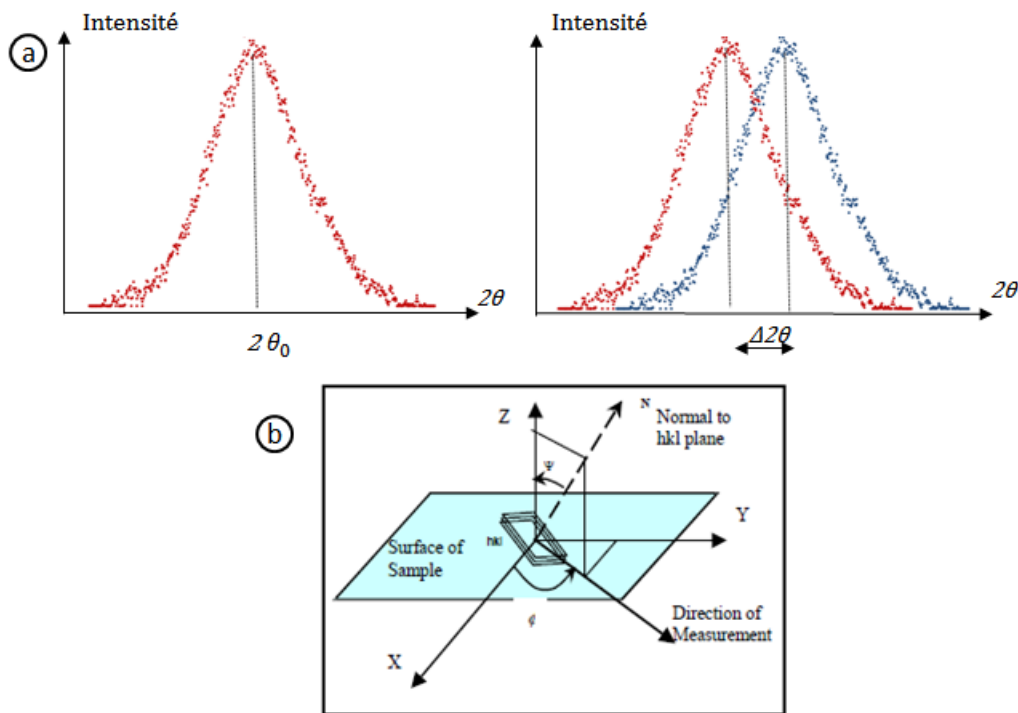 Intensité
a
2θ
2 θ₀
Intensité
2θ
Δ2θ
b
Z
N
Normal to
hkl plane
Ψ
Y
hkl
Surface of
Sample
Direction of
Measurement
X